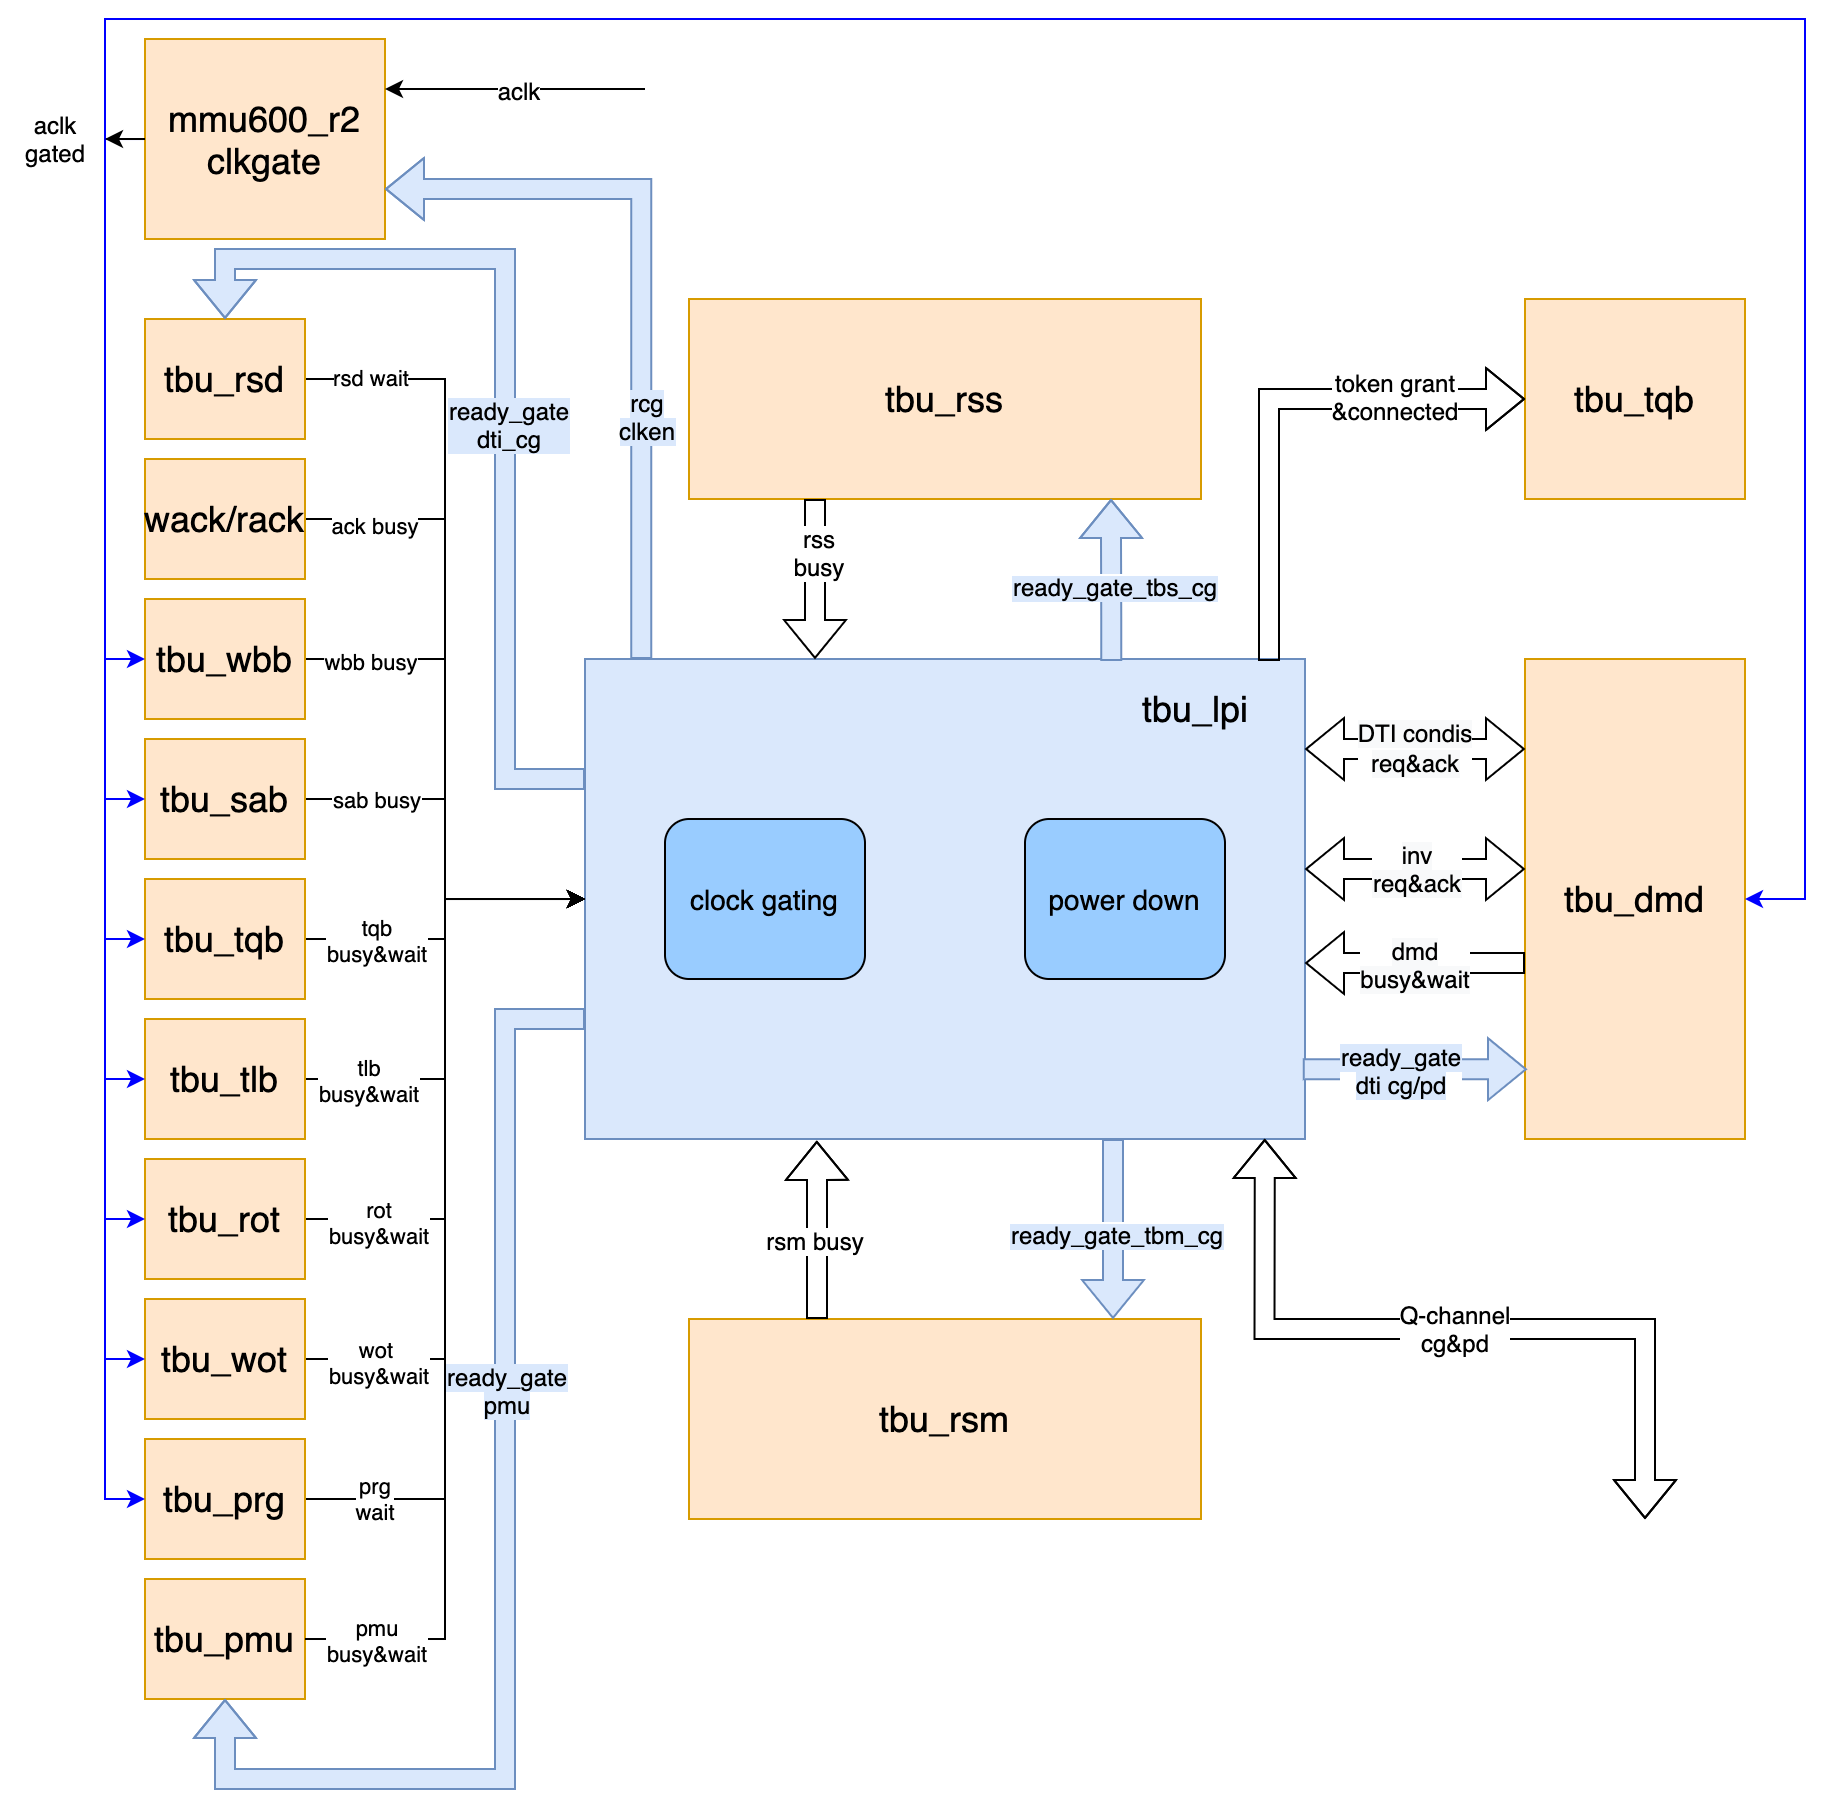 aclk
mmu600_r2
clkgate
aclk
gated
tbu_rsd
rsd wait
ready_gate
dti_cg
rcg
clken
tbu_rss
token grant
&connected
tbu_tqb
wack/rack
ack busy
rss
busy
ready_gate_tbs_cg
tbu_wbb
wbb busy
tbu_lpi
DTI condis
req&ack
tbu_sab
sab busy
clock gating
power down
inv
req&ack
tbu_dmd
tbu_tqb
tqb
busy&wait
dmd
busy&wait
tbu_tlb
tlb
busy&wait
ready_gate
dti cg/pd
tbu_rot
rot
busy&wait
rsm busy
ready_gate_tbm_cg
Q-channel
cg&pd
tbu_wot
wot
busy&wait
ready_gate
pmu
tbu_rsm
tbu_prg
prg
wait
tbu_pmu
pmu
busy&wait